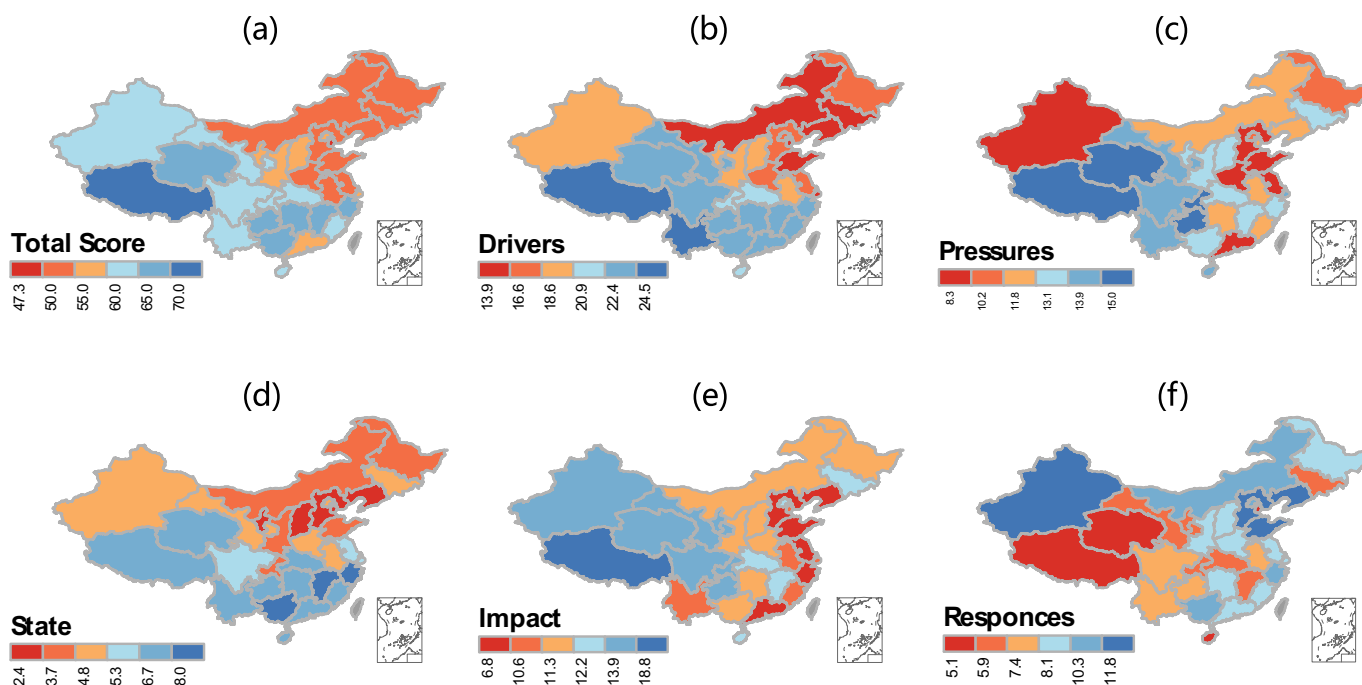 (a)
(b)
(c)
Total Score
47.3 50.0 55.0 60.0 65.0 70.0
Drivers
13.9 16.6 18.6 20.9 22.4 24.5
Pressures
8.3 10.2 11.8 13.1 13.9 15.0
(d)
(e)
(f)
State
2.4 3.7 4.8 5.3 6.7 8.0
Impact
6.8 10.6 11.3 12.2 13.9 18.8
Responces
5.1 5.9 7.4 8.1 10.3 11.8